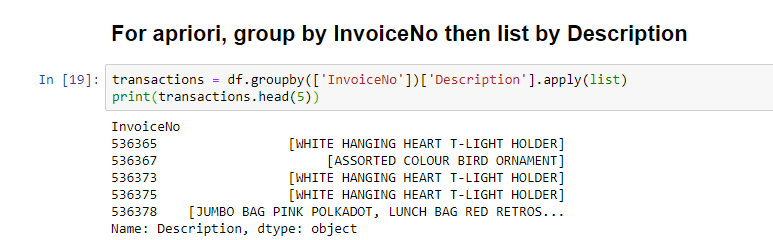 For apriori, group by InvoiceNo then list by Description
In [19]: transactions = df.groupby(['InvoiceNo'])['Description'].apply(list)
print(transactions.head(5))
InvoiceNo
536365 [WHITE HANGING HEART T-LIGHT HOLDER]
536367 [ASSORTED COLOUR BIRD ORNAMENT]
536373 [WHITE HANGING HEART T-LIGHT HOLDER]
536375 [WHITE HANGING HEART T-LIGHT HOLDER]
536378 [JUMBO BAG PINK POLKADOT, LUNCH BAG RED RETROS...
Name: Description, dtype: object